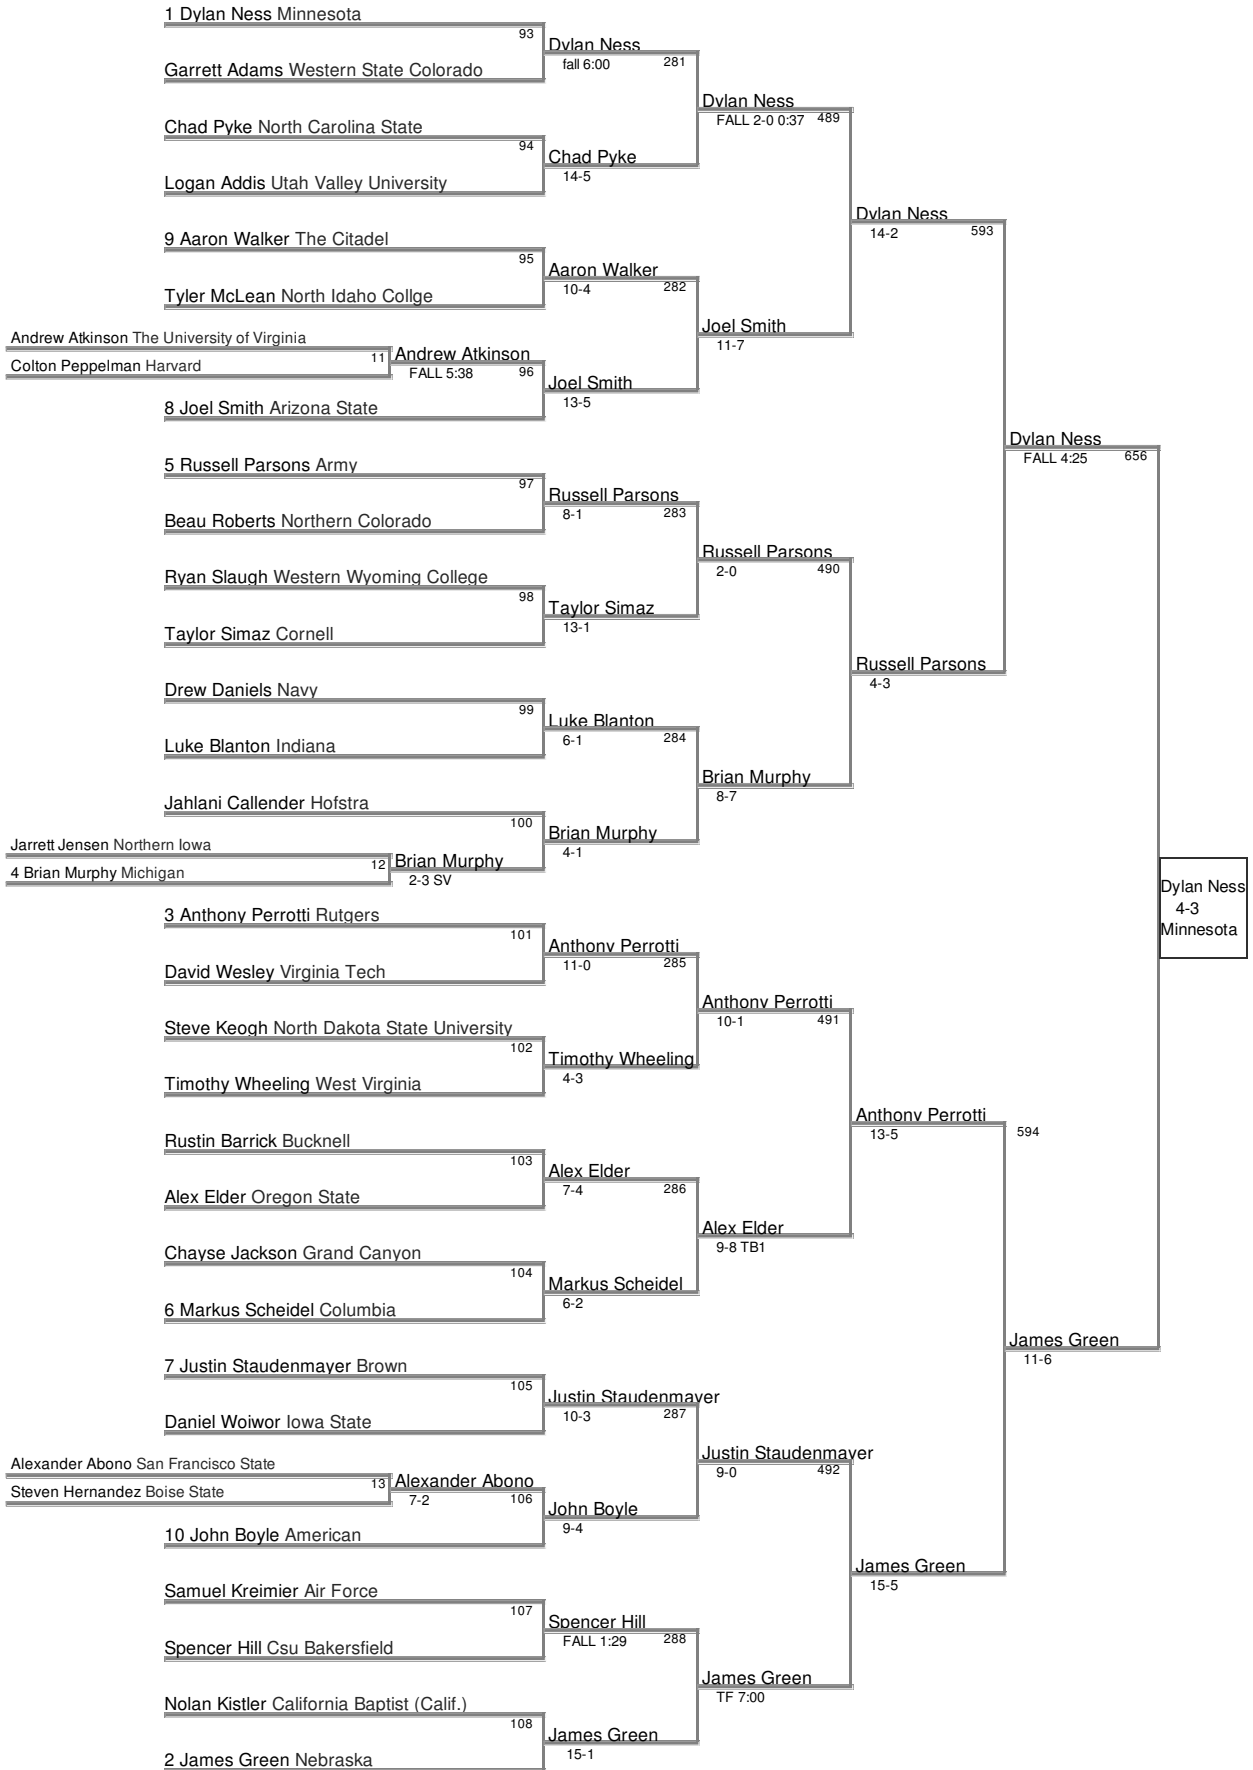 1 Dylan Ness Minnesota
93
Dylan Ness
fall 6:00
281
Garrett Adams Western State Colorado
Dylan Ness
FALL 2-0 0:37
489
Chad Pyke North Carolina State
94
Chad Pyke
14-5
Logan Addis Utah Valley University
Dylan Ness
14-2
593
9 Aaron Walker The Citadel
95
Aaron Walker
10-4
282
Tyler McLean North Idaho Collge
Joel Smith
11-7
Andrew Atkinson The University of Virginia
11
Colton Peppelman Harvard
Andrew Atkinson
FALL 5:38
96
Joel Smith
13-5
8 Joel Smith Arizona State
Dylan Ness
FALL 4:25
656
5 Russell Parsons Army
97
Russell Parsons
8-1
283
Beau Roberts Northern Colorado
Russell Parsons
2-0
490
Ryan Slaugh Western Wyoming College
98
Taylor Simaz
13-1
Taylor Simaz Cornell
Russell Parsons
4-3
Drew Daniels Navy
99
Luke Blanton
6-1
284
Luke Blanton Indiana
Brian Murphy
8-7
Jahlani Callender Hofstra
100
Brian Murphy
4-1
Jarrett Jensen Northern Iowa
12
4 Brian Murphy Michigan
Brian Murphy
2-3 SV
Dylan Ness
4-3
Minnesota
3 Anthony Perrotti Rutgers
101
Anthony Perrotti
11-0
285
David Wesley Virginia Tech
Anthony Perrotti
10-1
491
Steve Keogh North Dakota State University
102
Timothy Wheeling
4-3
Timothy Wheeling West Virginia
Anthony Perrotti
13-5
594
Rustin Barrick Bucknell
103
Alex Elder
7-4
286
Alex Elder Oregon State
Alex Elder
9-8 TB1
Chayse Jackson Grand Canyon
104
Markus Scheidel
6-2
6 Markus Scheidel Columbia
James Green
11-6
7 Justin Staudenmayer Brown
105
Justin Staudenmayer
10-3
287
Daniel Woiwor Iowa State
Justin Staudenmayer
9-0
492
Alexander Abono San Francisco State
13
Steven Hernandez Boise State
Alexander Abono
7-2
106
John Boyle
9-4
10 John Boyle American
James Green
15-5
Samuel Kreimier Air Force
107
Spencer Hill
FALL 1:29
288
Spencer Hill Csu Bakersfield
James Green
TF 7:00
Nolan Kistler California Baptist (Calif.)
108
James Green
15-1
2 James Green Nebraska